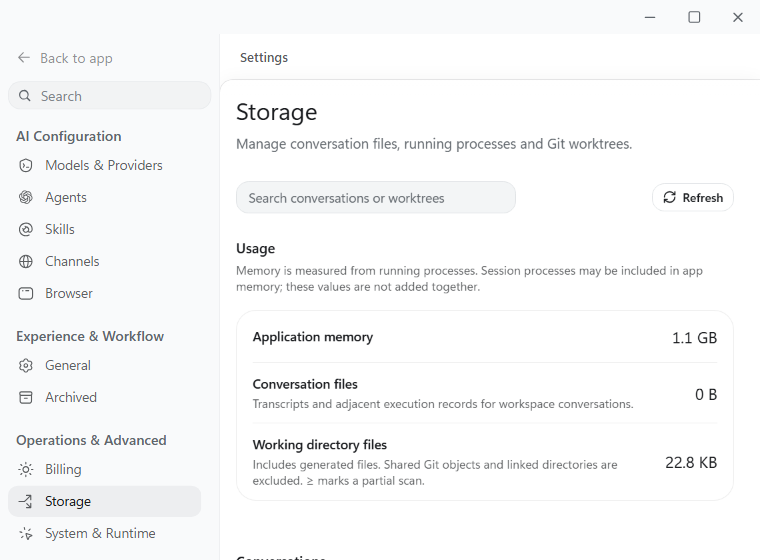 Back to app
Search
AI Configuration
Models & Providers
Agents
Skills
Channels
Browser
Experience & Workflow
General
Archived
Operations & Advanced
Billing
Storage
System & Runtime
Settings
Storage
Manage conversation files, running processes and Git worktrees.
Search conversations or worktrees
Refresh
Usage
Memory is measured from running processes. Session processes may be included in app
memory; these values are not added together.
Application memory
1.1 GB
Conversation files
Transcripts and adjacent execution records for workspace conversations.
0 B
Working directory files
Includes generated files. Shared Git objects and linked directories are
excluded. ≥ marks a partial scan.
22.8 KB
Conversations